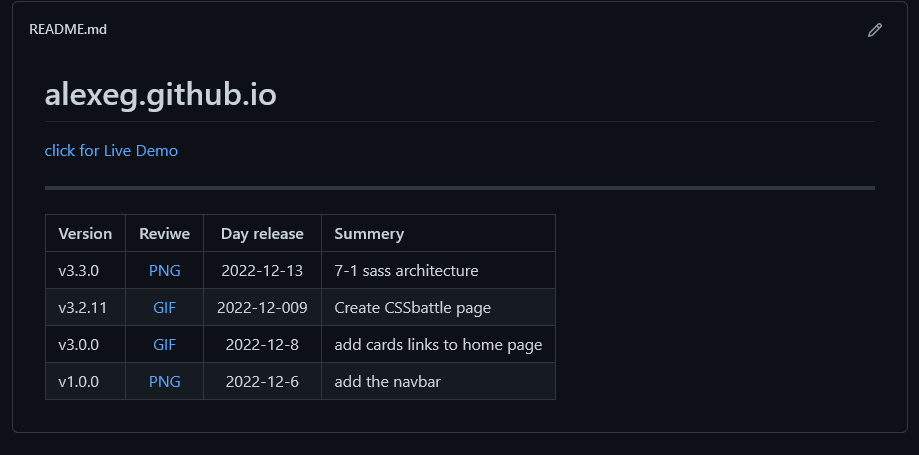 README.md
alexeg.github.io
click for Live Demo
Version Reviwe Day release Summery
v3.3.0 PNG 2022-12-13 7-1 sass architecture
v3.2.11 GIF 2022-12-009 Create CSSbattle page
v3.0.0 GIF 2022-12-8 add cards links to home page
v1.0.0 PNG 2022-12-6 add the navbar